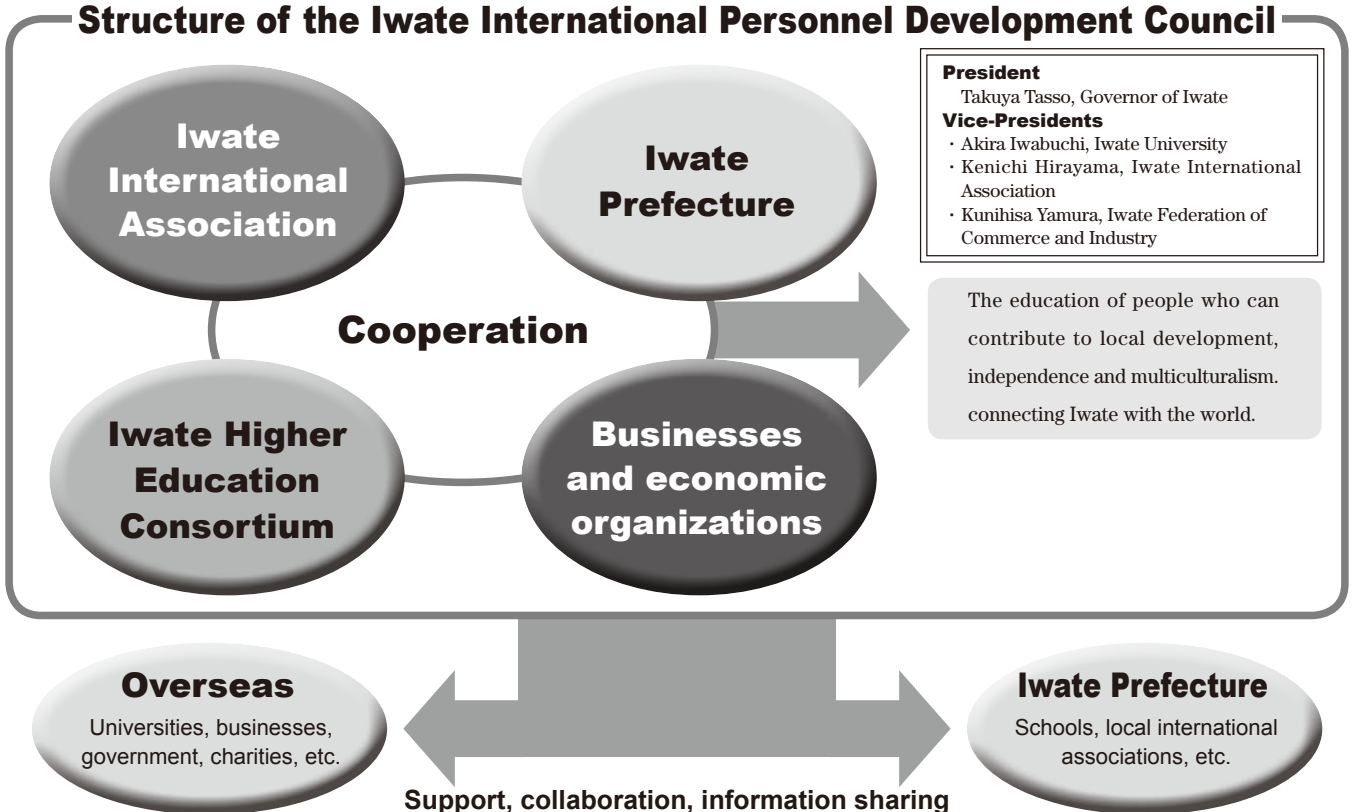 Structure of the Iwate International Personnel Development Council
Iwate
International
Association
Iwate
Prefecture
Cooperation
Iwate Higher
Education
Consortium
Businesses
and economic
organizations
President
Takuya Tasso, Governor of Iwate
Vice-Presidents
・Akira Iwabuchi, Iwate University
・Kenichi Hirayama, Iwate International
Association
・Kunihisa Yamura, Iwate Federation of
Commerce and Industry
The education of people who can
contribute to local development,
independence and multiculturalism.
connecting Iwate with the world.
Overseas
Universities, businesses,
government, charities, etc.
Iwate Prefecture
Schools, local international
associations, etc.
Support, collaboration, information sharing